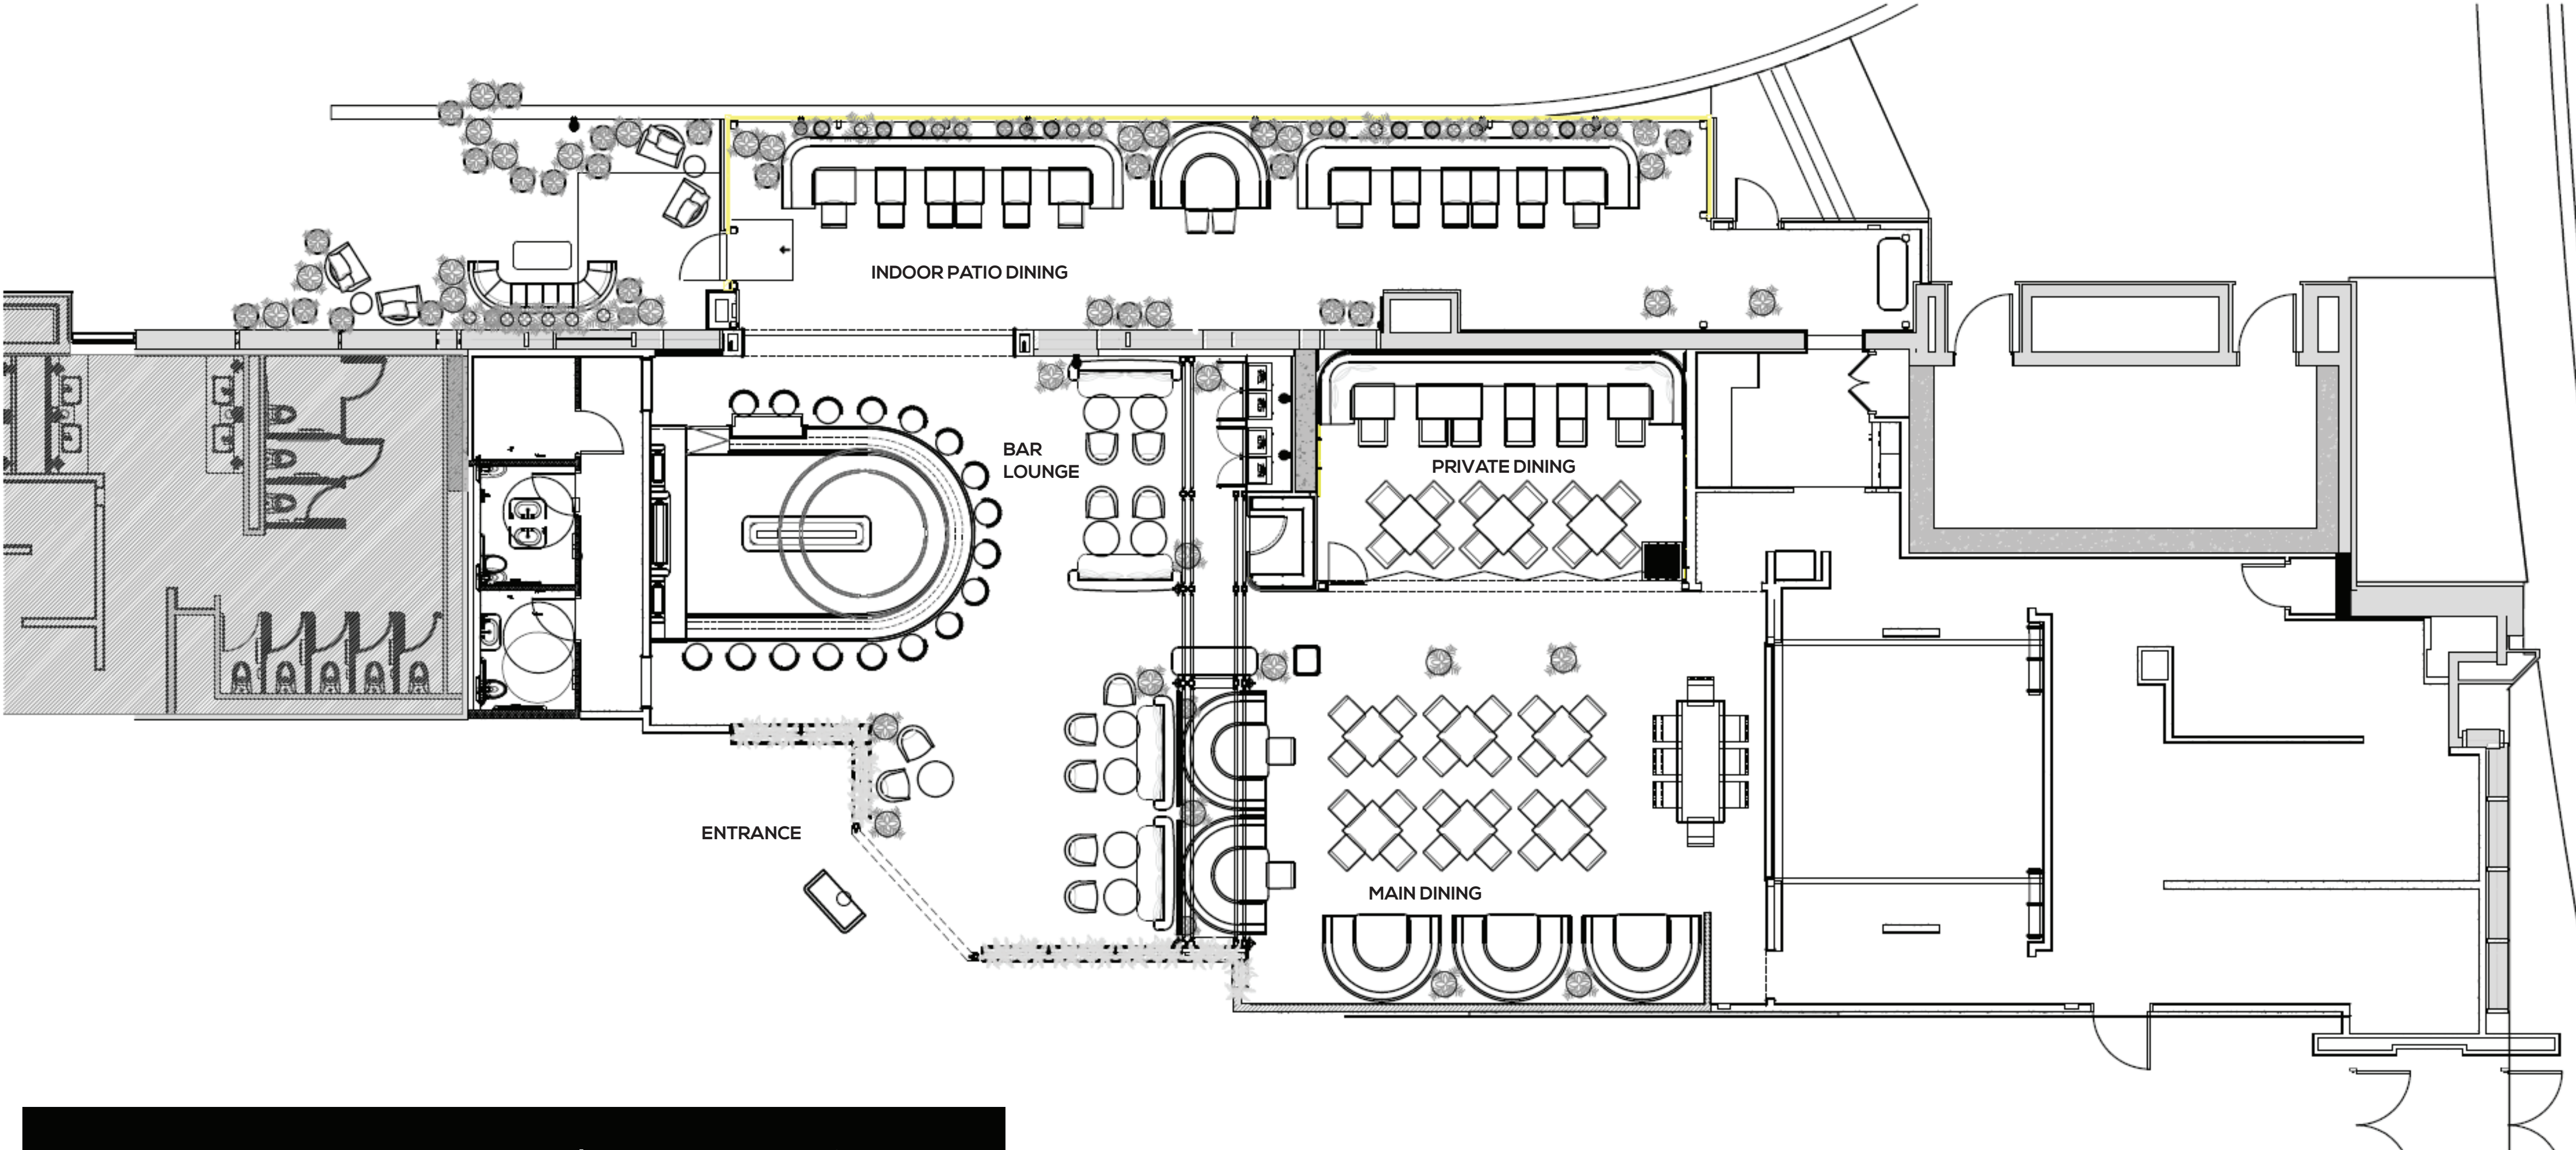 INDOOR PATIO DINING
BAR
LOUNGE
PRIVATE DINING
ENTRANCE
MAIN DINING